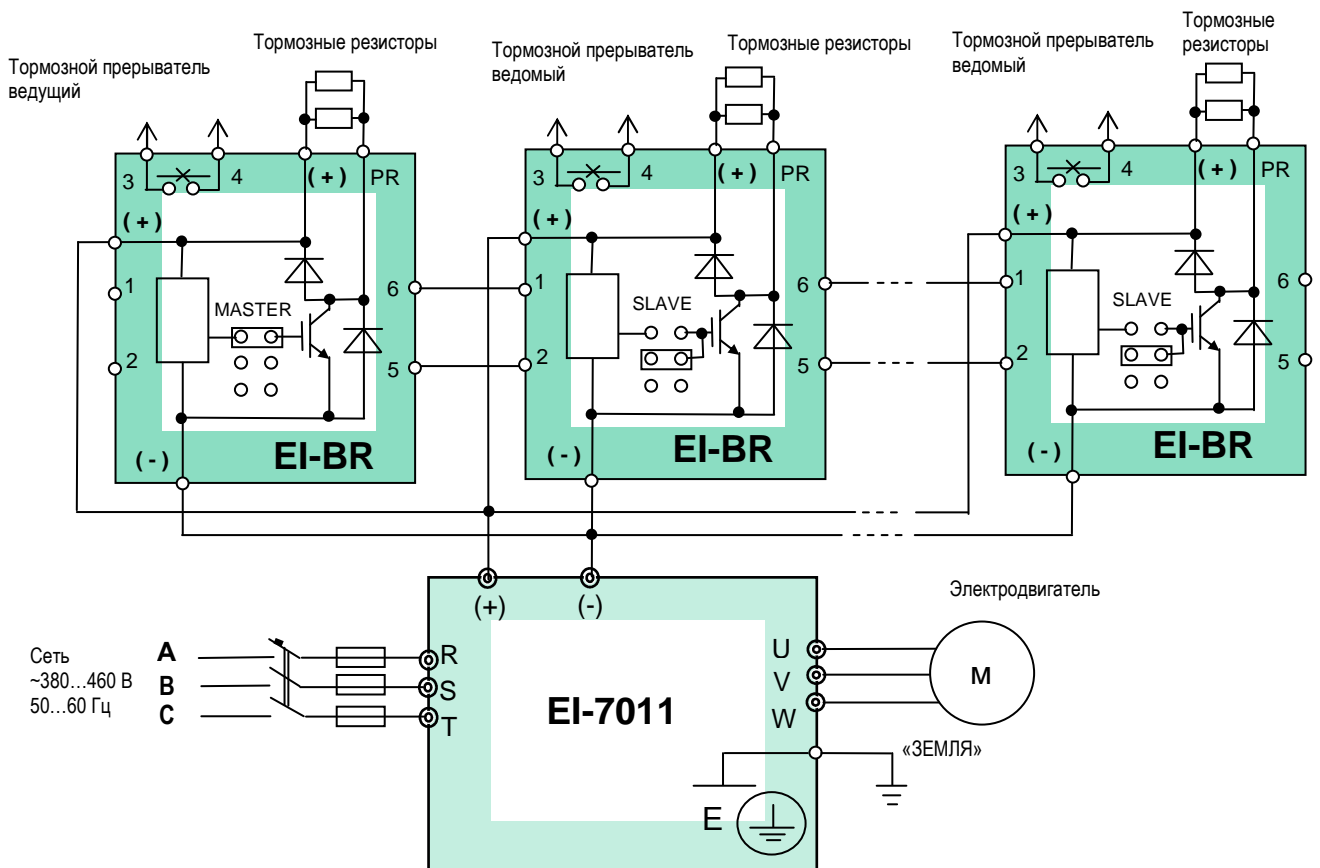 Тормозной прерыватель
ведущий
Тормозные резисторы
Тормозной прерыватель
ведомый
Тормозные резисторы
Тормозной прерыватель
ведомый
Тормозные
резисторы
3
4
(+)
PR
(+)
1
2
MASTER
6
5
(-)
EI-BR
3
4
(+)
PR
(+)
1
2
SLAVE
6
5
(-)
EI-BR
3
4
(+)
PR
(+)
1
2
SLAVE
6
5
(-)
EI-BR
(+)
(-)
Сеть
~380…460 В
50…60 Гц
A
B
C
R
S
T
EI-7011
U
V
W
E
Электродвигатель
М
«ЗЕМЛЯ»